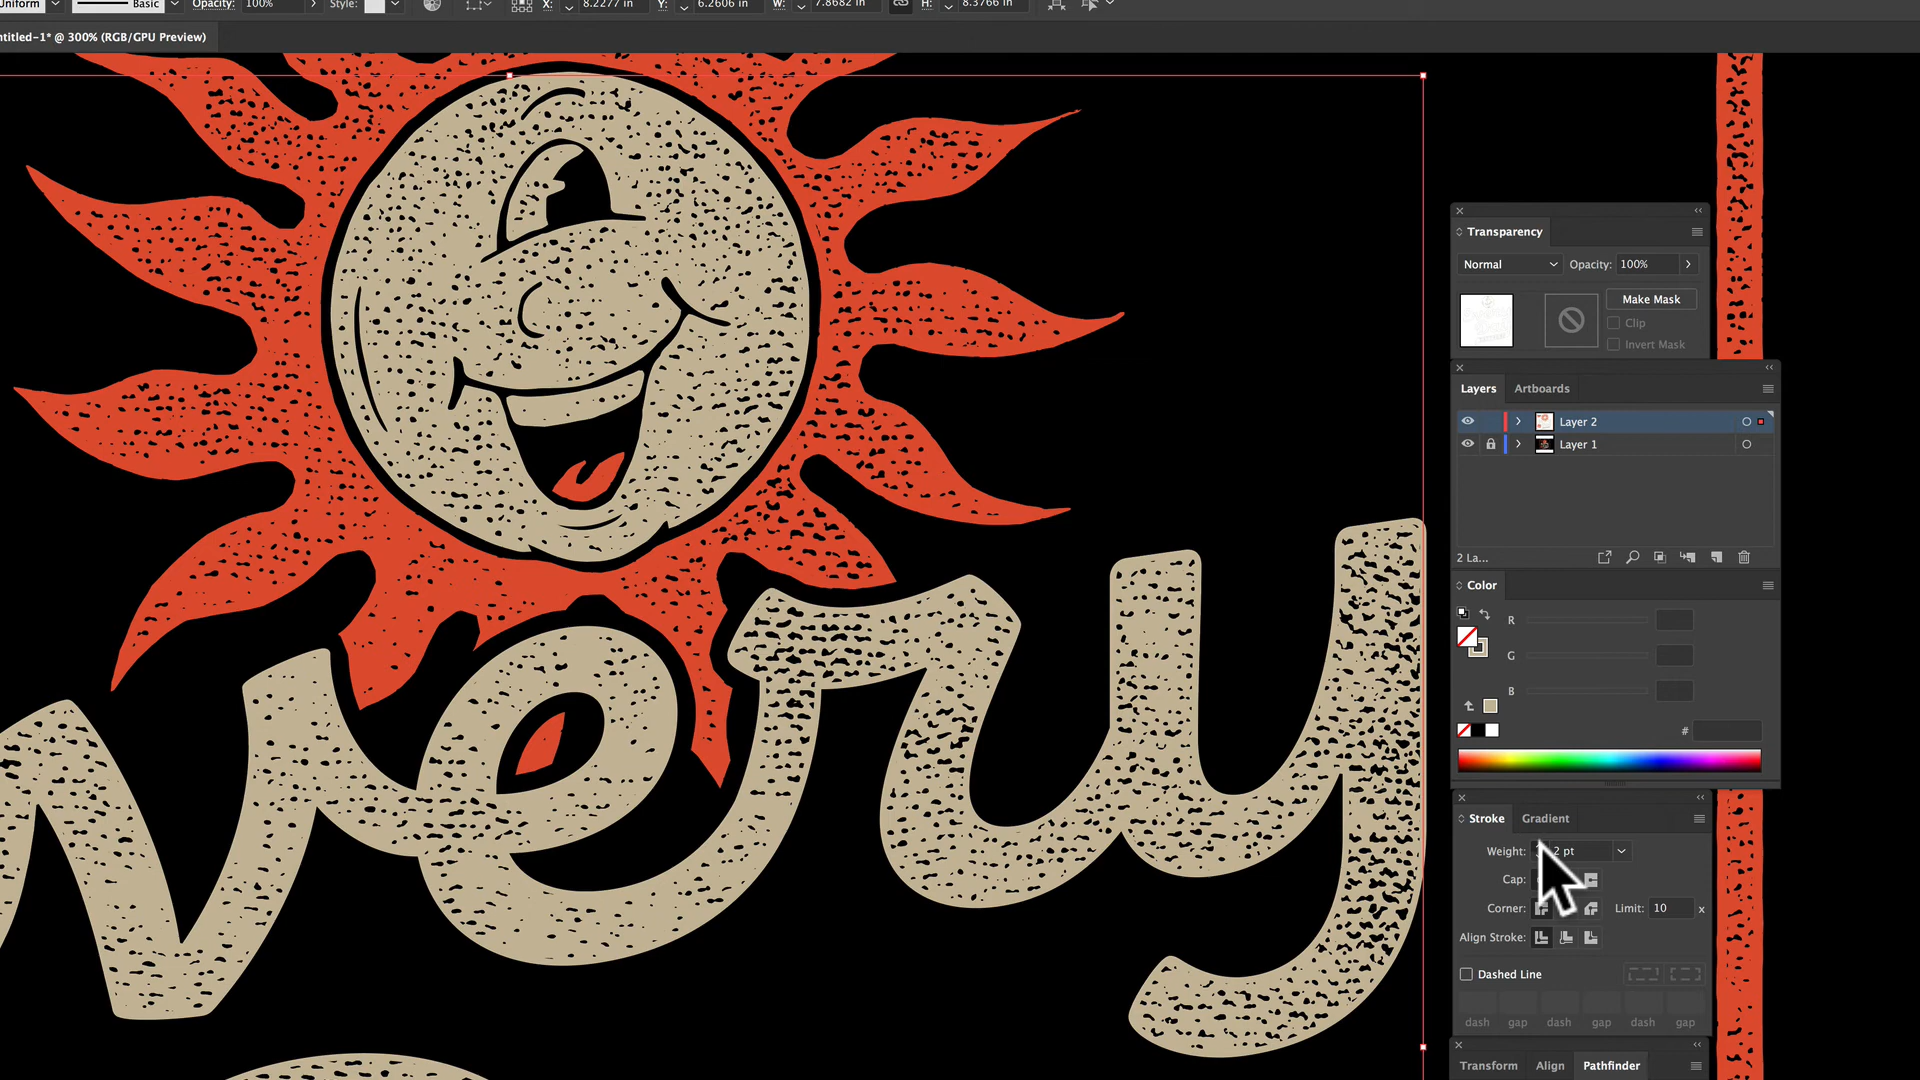 Uniform Basic Opacity: 100% Style: X: 8.2277 in Y: 6.2606 in W: 7.8682 in H: 8.3766 in
ntitled-1* @ 300% (RGB/GPU Preview)
Transparency
Normal Opacity: 100%
Make Mask
Clip
Invert Mask
Layers Artboards
Layer 2
Layer 1
2 La...
Color
R
G
B
#
Stroke Gradient
Weight: 2 pt
Cap:
Corner: Limit: 10 x
Align Stroke:
Dashed Line
dash gap dash gap dash gap
Transform Align Pathfinder
very